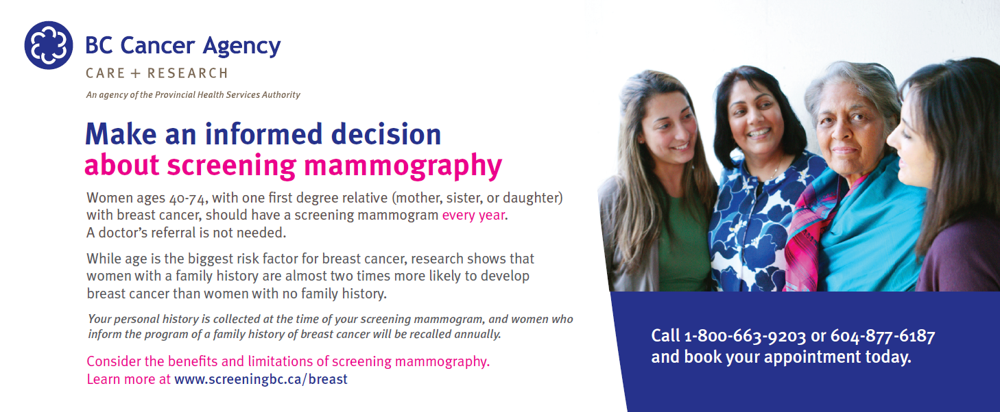 BC Cancer Agency
CARE + RESEARCH
An agency of the Provincial Health Services Authority
Make an informed decision
about screening mammography
Women ages 40-74, with one first degree relative (mother, sister, or daughter)
with breast cancer, should have a screening mammogram every year.
A doctor’s referral is not needed.
While age is the biggest risk factor for breast cancer, research shows that
women with a family history are almost two times more likely to develop
breast cancer than women with no family history.
Your personal history is collected at the time of your screening mammogram, and women who
inform the program of a family history of breast cancer will be recalled annually.
Consider the benefits and limitations of screening mammography.
Learn more at www.screeningbc.ca/breast
Call 1-800-663-9203 or 604-877-6187
and book your appointment today.